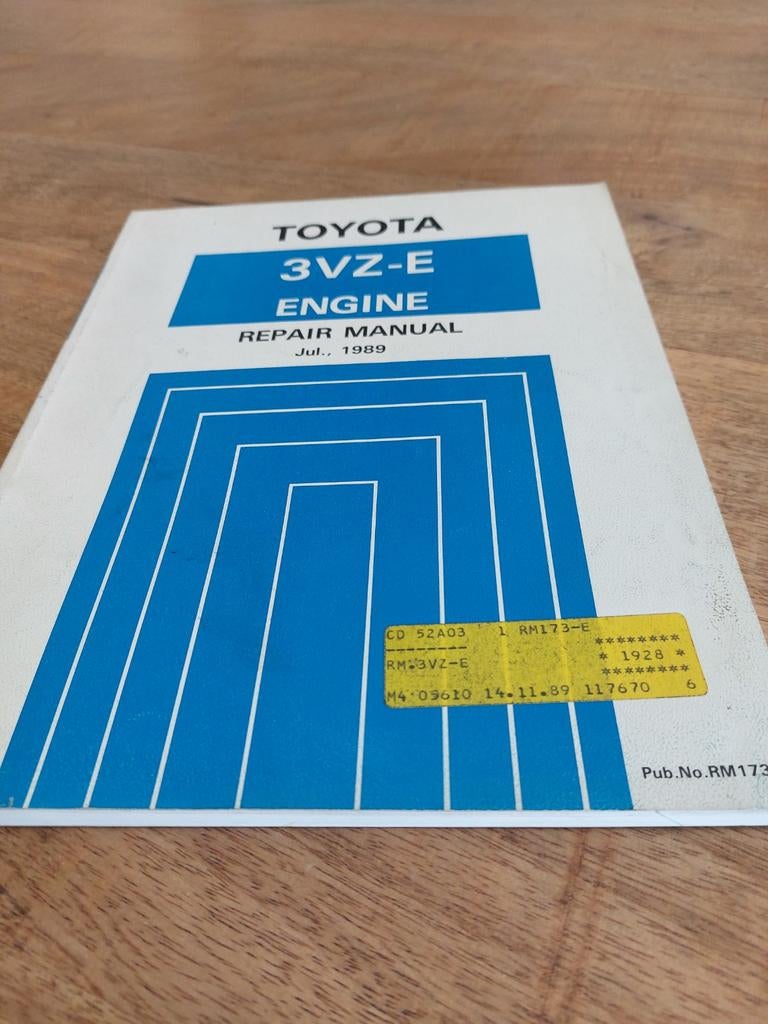 TOYOTA
3VZ-E
ENGINE
REPAIR MANUAL
Jul., 1989
CD 52A03 1 RM173-E
-------- ********
RM.3VZ-E * 1928 *
-------- ********
M4 05610 14.11.89 117670 6
Pub.No.RM173